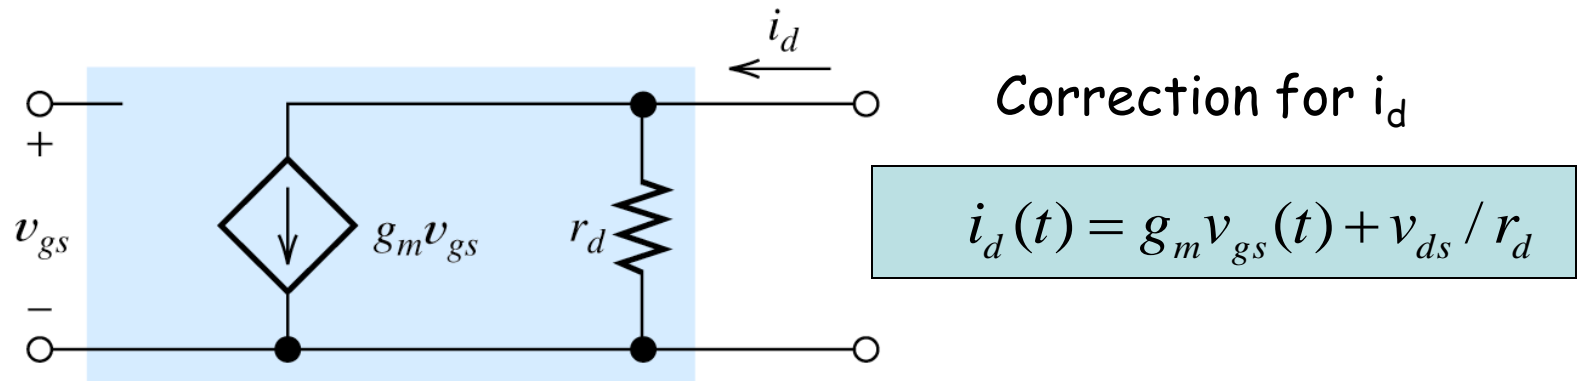 i_d
Correction for i_d
+
v_gs
g_m v_gs
r_d
i_d(t) = g_m v_gs(t) + v_ds / r_d
−